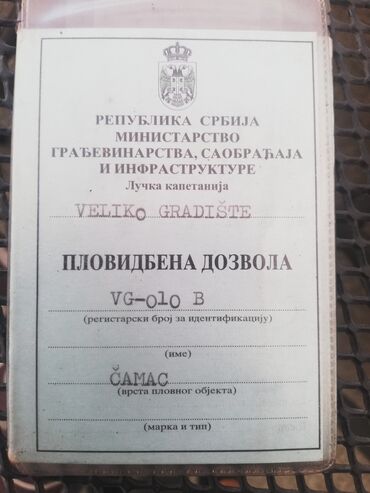 РЕПУБЛИКА СРБИЈА
МИНИСТАРСТВО
ГРАЂЕВИНАРСТВА, САОБРАЋАЈА
И ИНФРАСТРУКТУРЕ
Лучка капетанија
VELIKO GRADIŠTE
ПЛОВИДБЕНА ДОЗВОЛА
VG-010 B
(регистарски број за идентификацију)
(име)
ČAMAC
(врста пловног објекта)
(марка и тип)